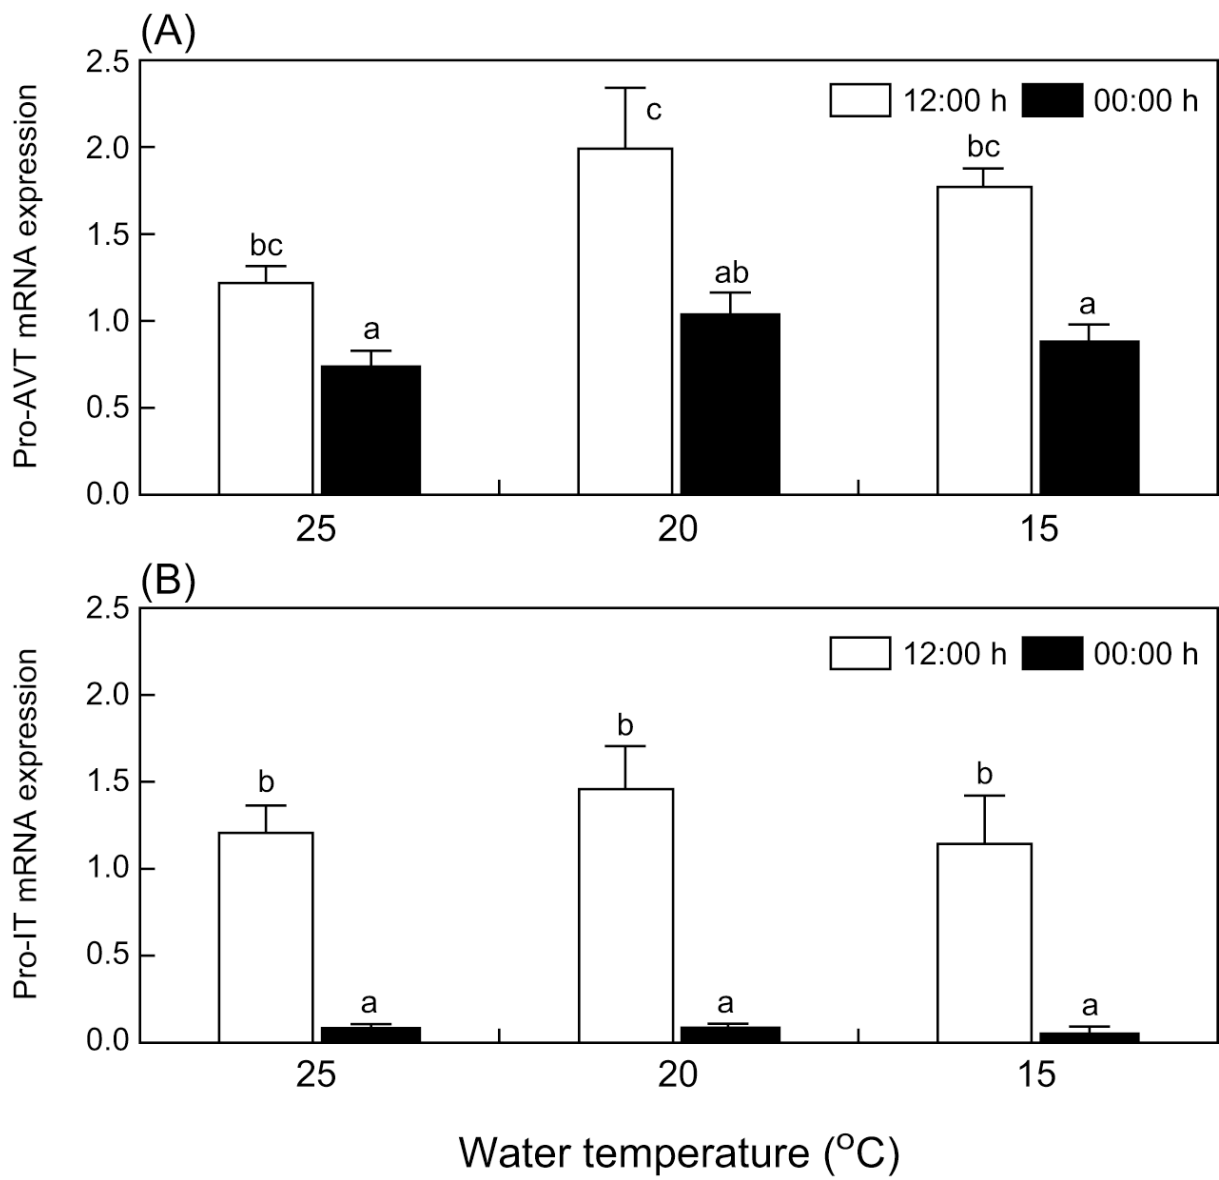 (A)
Pro-AVT mRNA expression
2.5
2.0
1.5
1.0
0.5
0.0
12:00 h 00:00 h
bc a c ab bc a
25 20 15
(B)
Pro-IT mRNA expression
2.5
2.0
1.5
1.0
0.5
0.0
12:00 h 00:00 h
b a b a b a
25 20 15
Water temperature (°C)